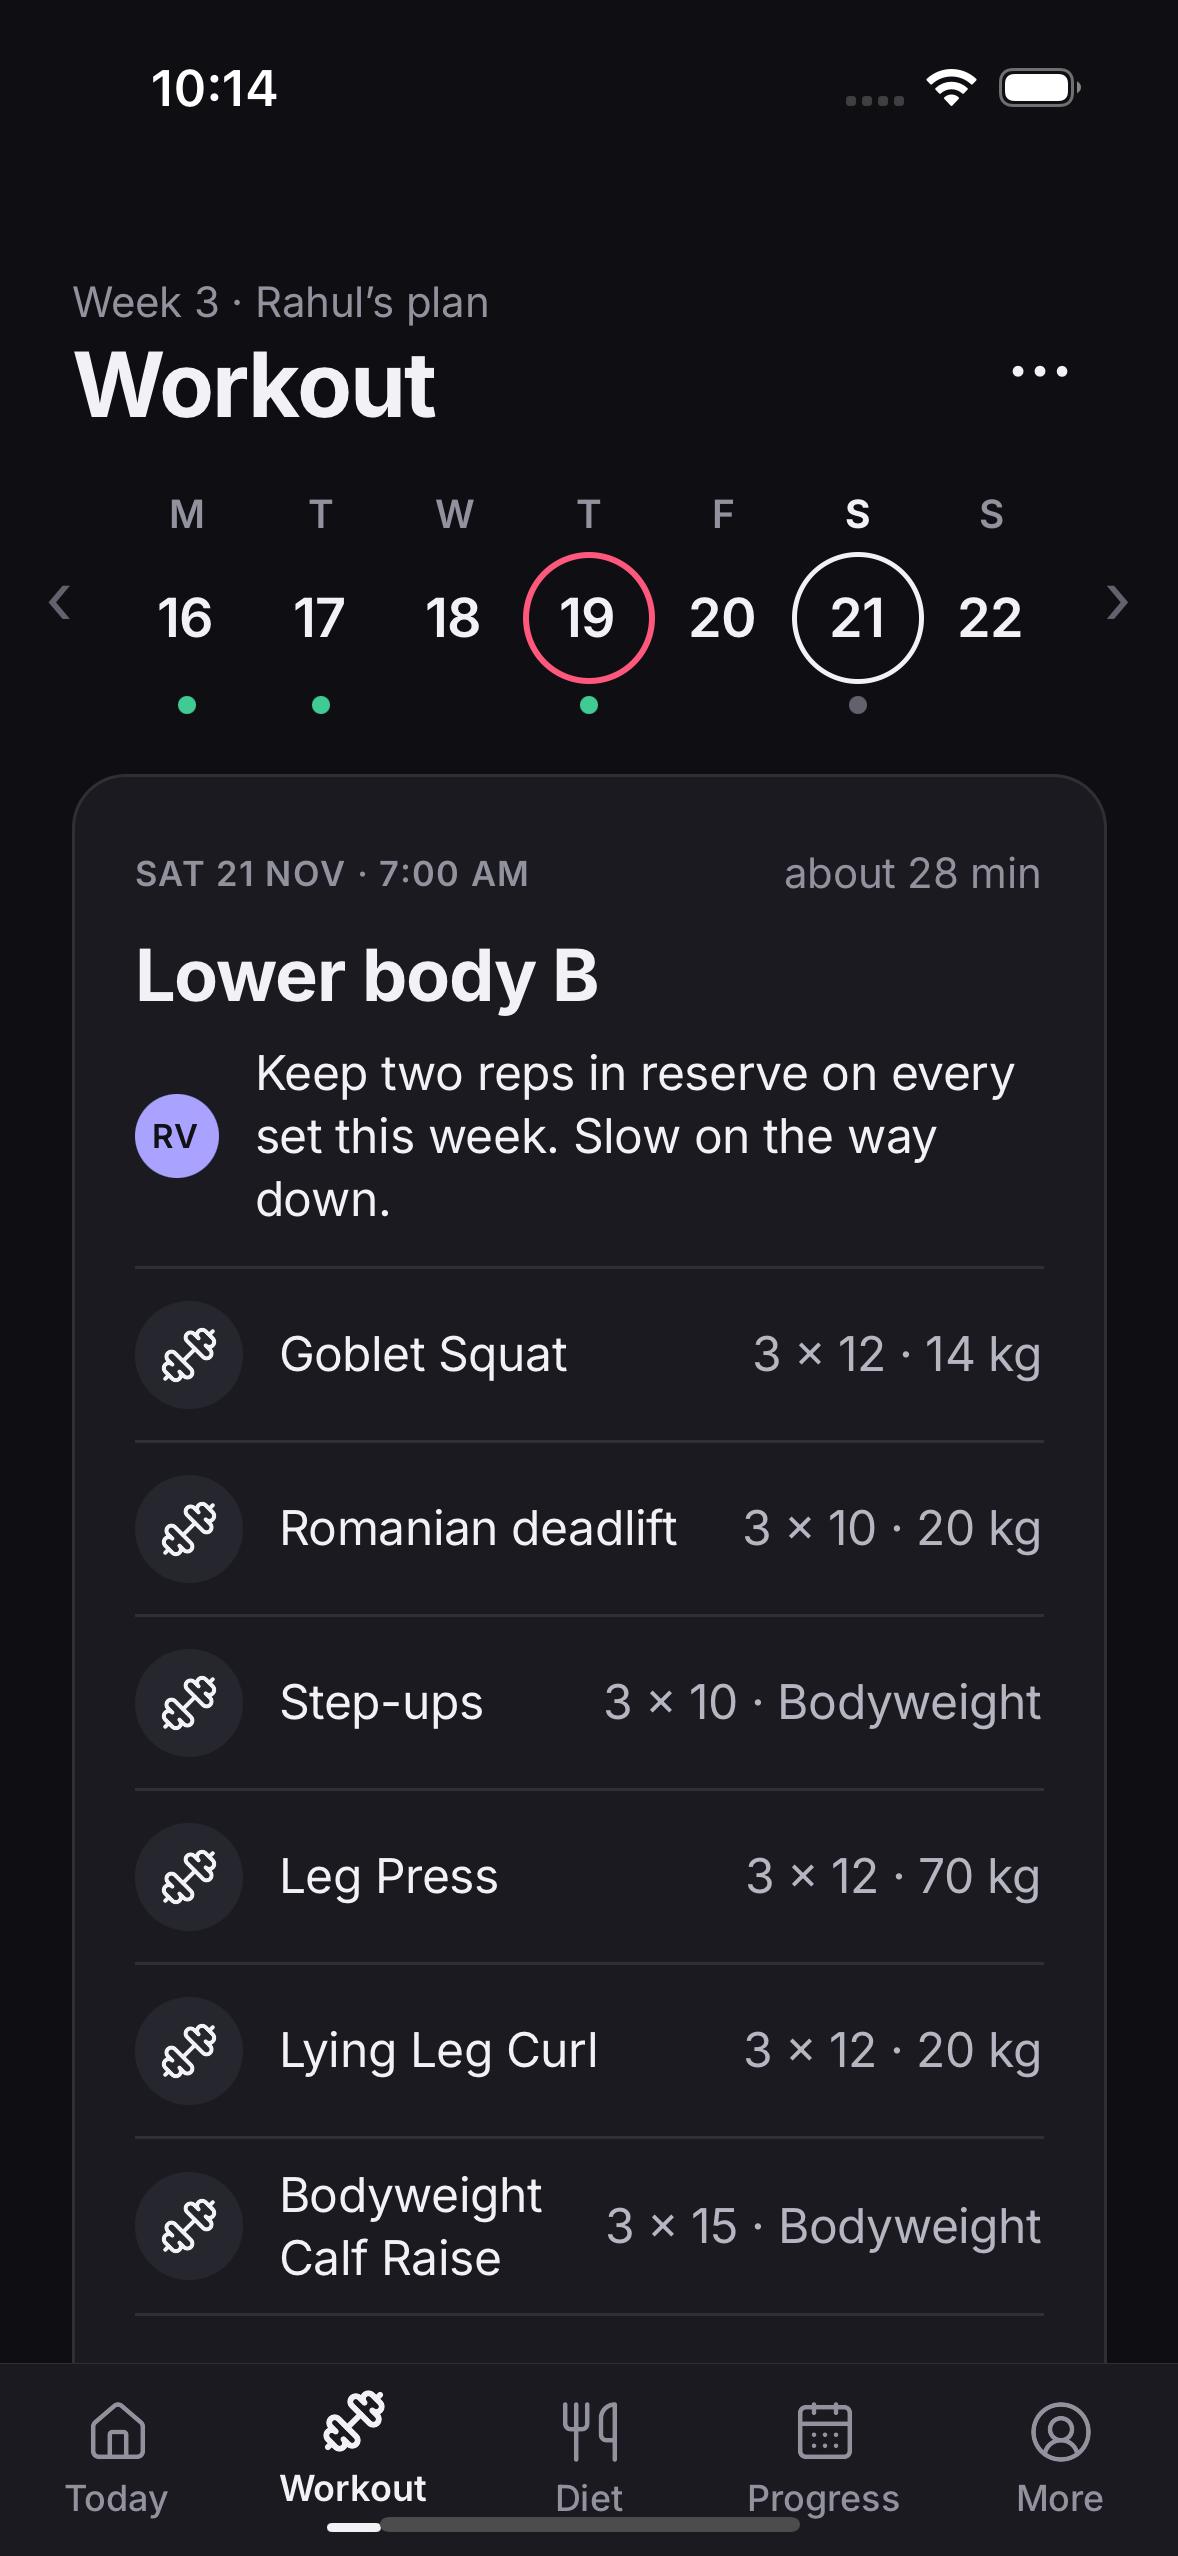 10:14
Week 3 · Rahul’s plan
Workout
M T W T F S S
16 17 18 19 20 21 22
SAT 21 NOV · 7:00 AM about 28 min
Lower body B
RV
Keep two reps in reserve on every
set this week. Slow on the way
down.
Goblet Squat 3 × 12 · 14 kg
Romanian deadlift 3 × 10 · 20 kg
Step-ups 3 × 10 · Bodyweight
Leg Press 3 × 12 · 70 kg
Lying Leg Curl 3 × 12 · 20 kg
Bodyweight
Calf Raise 3 × 15 · Bodyweight
Today Workout Diet Progress More